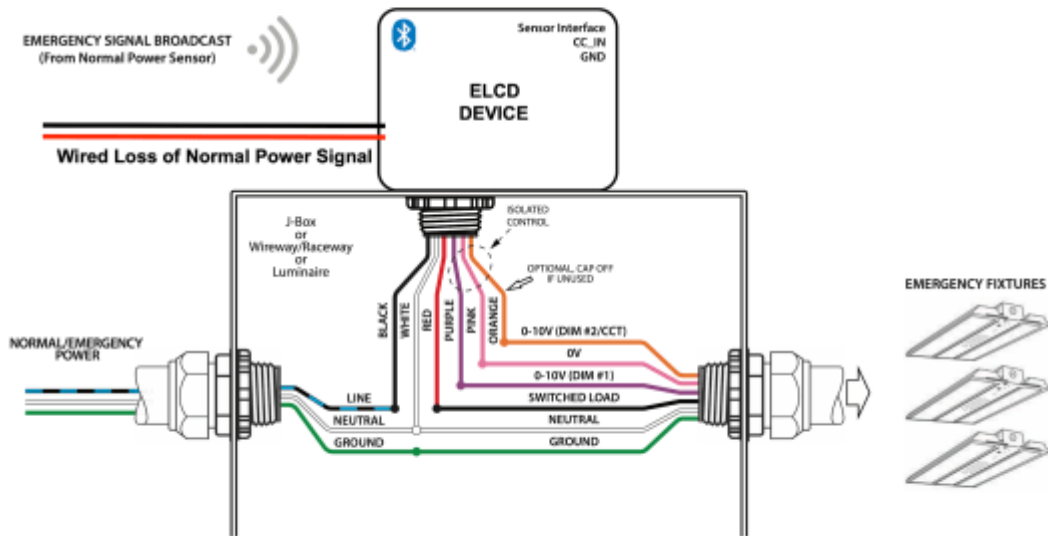 EMERGENCY SIGNAL BROADCAST
(From Normal Power Sensor)
Sensor Interface
CC_IN
GND
ELCD
DEVICE
Wired Loss of Normal Power Signal
J-Box
or
Wireway/Raceway
or
Luminaire
ISOLATED
CONTROL
OPTIONAL, CAP OFF
IF UNUSED
BLACK
WHITE
RED
PURPLE
PINK
ORANGE
EMERGENCY FIXTURES
NORMAL/EMERGENCY
POWER
0-10V (DIM #2/CCT)
0V
0-10V (DIM #1)
LINE
SWITCHED LOAD
NEUTRAL
NEUTRAL
GROUND
GROUND